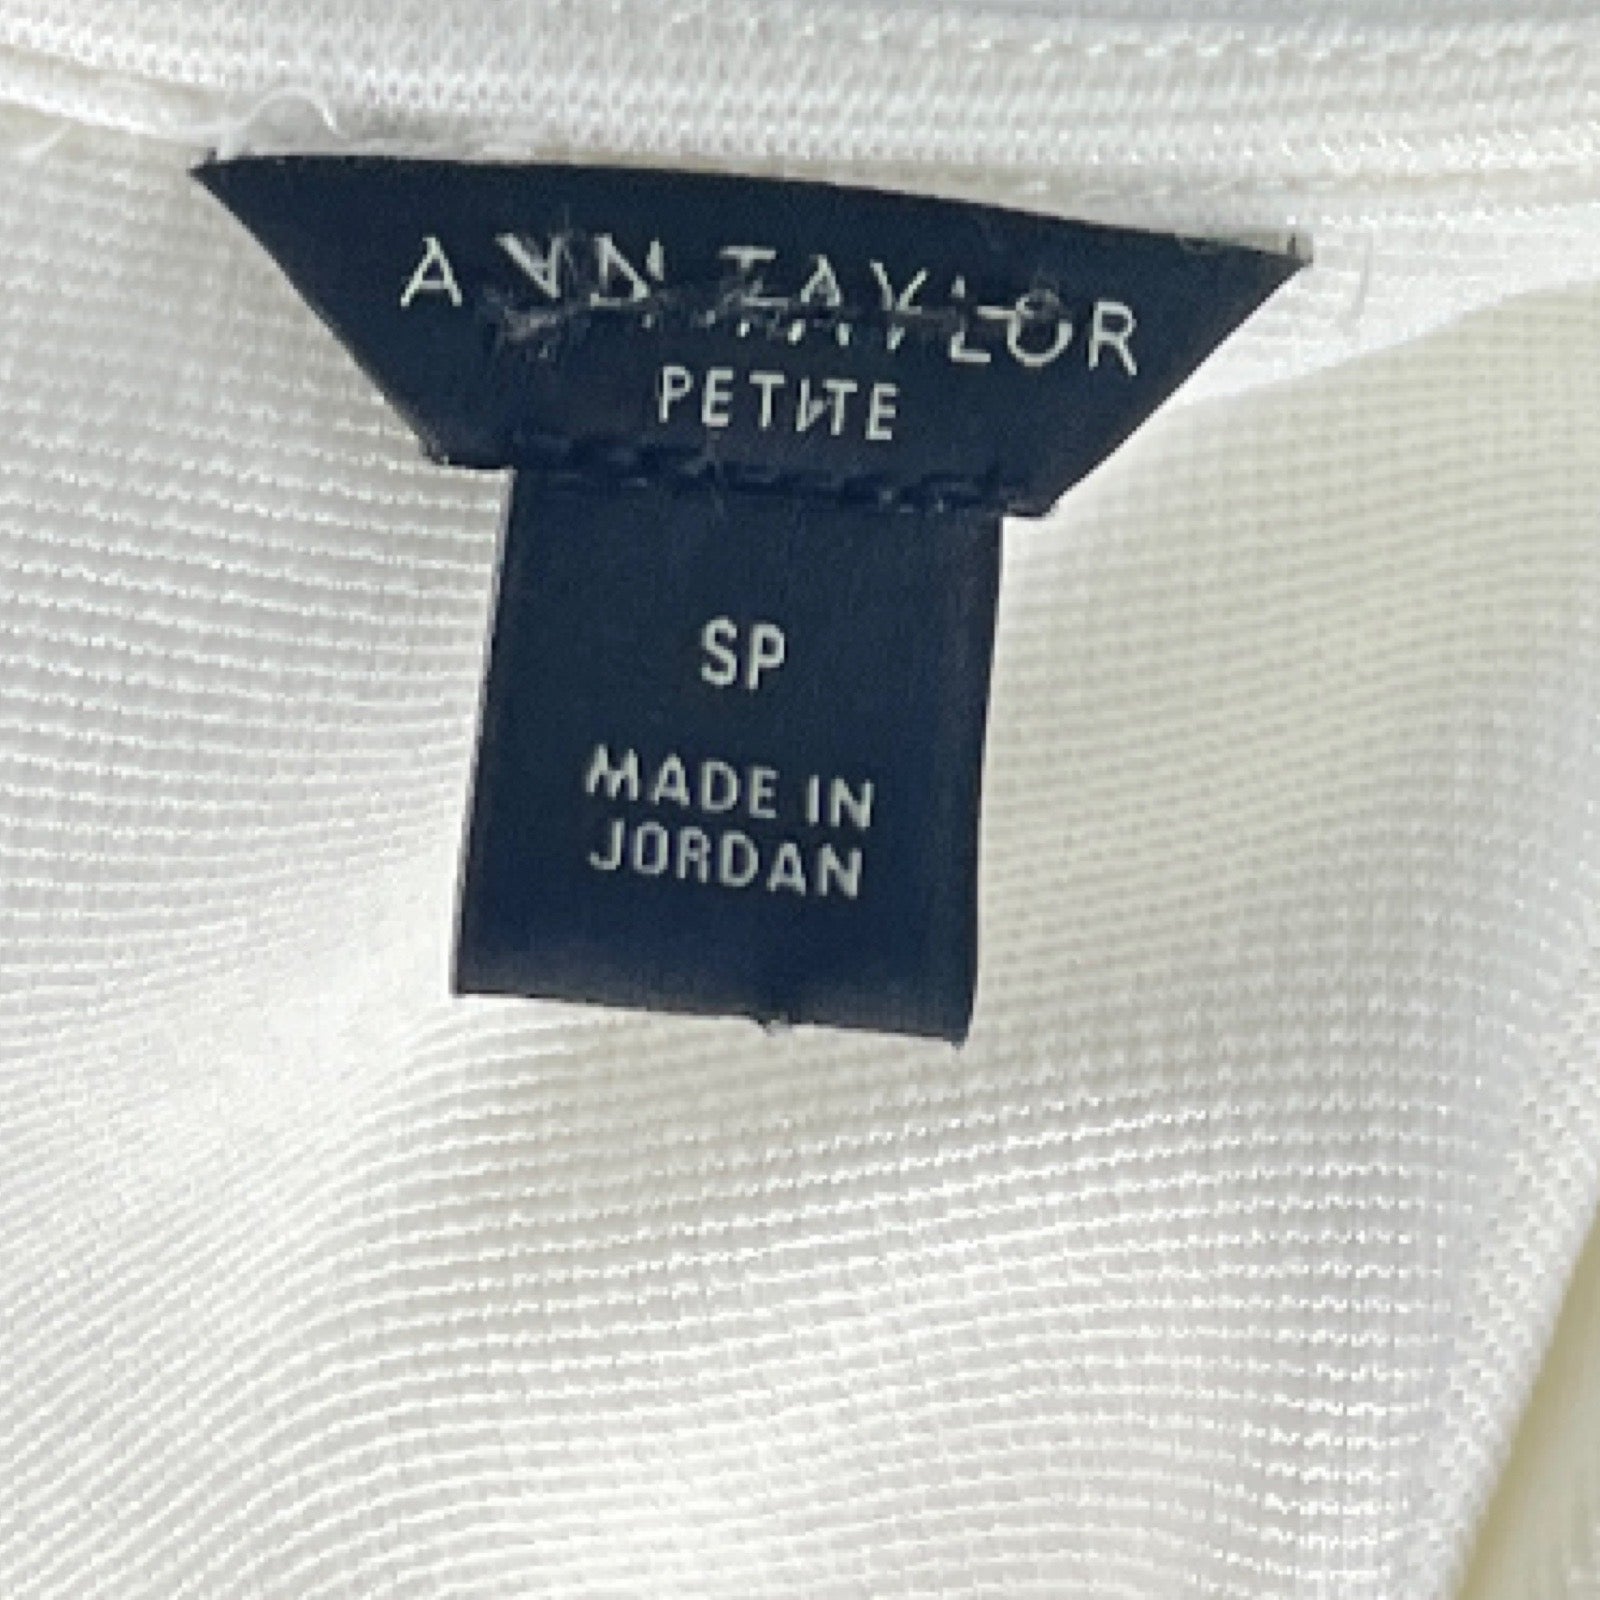 ANN TAYLOR
PETITE
SP
MADE IN
JORDAN